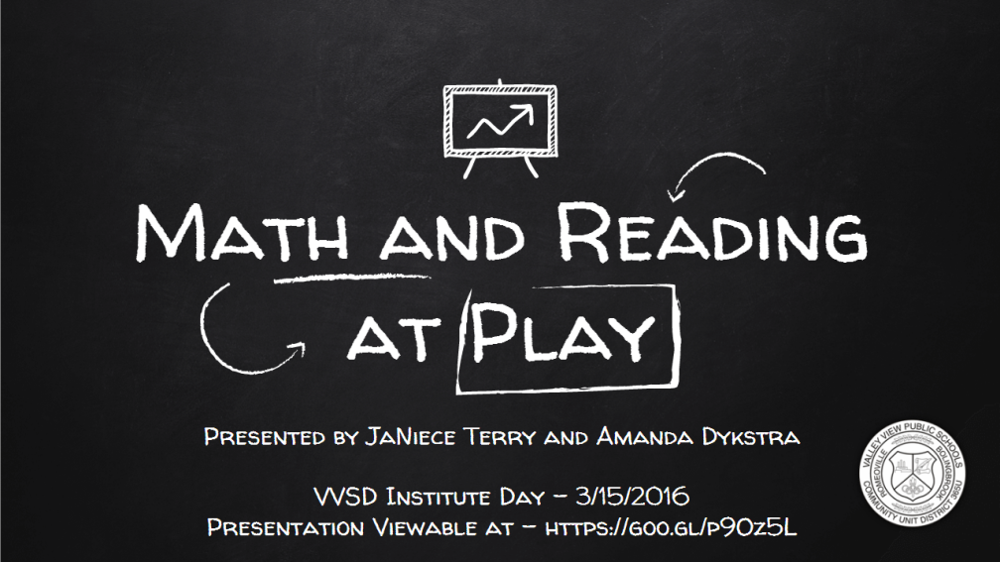 Math and Reading
at Play
Presented by JaNiece Terry and Amanda Dykstra
VVSD Institute Day – 3/15/2016
Presentation Viewable at – https://goo.gl/p90z5L
VALLEY VIEW PUBLIC SCHOOLS
ROMEOVILLE
BOLINGBROOK
COMMUNITY UNIT DISTRICT 365U